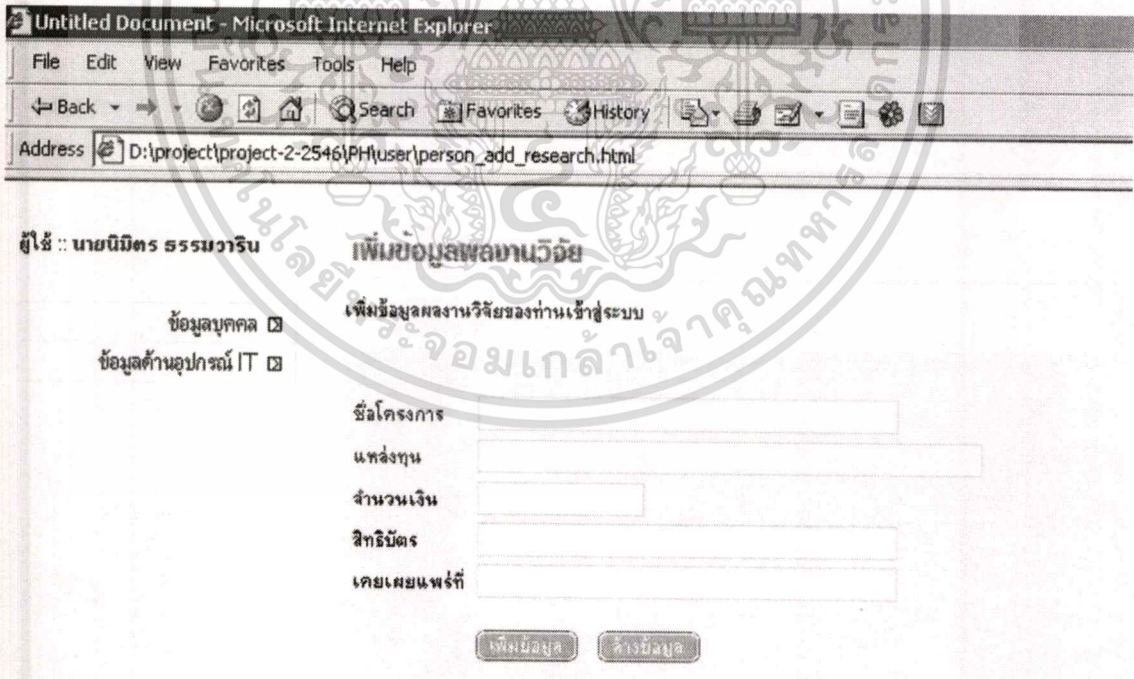 Untitled Document - Microsoft Internet Explorer
File Edit View Favorites Tools Help
Back Search Favorites History
Address D:\project\project-2-2546\PH\user\person_add_research.html
ผู้ใช้ :: นายนิมิตร ธรรมวาริน
เพิ่มข้อมูลผลงานวิจัย
เพิ่มข้อมูลผลงานวิจัยของท่านเข้าสู่ระบบ
ข้อมูลบุคคล
ข้อมูลด้านอุปกรณ์ IT
ชื่อโครงการ
แหล่งทุน
จำนวนเงิน
สิทธิบัตร
เคยเผยแพร่ที่
เพิ่มข้อมูล ล้างข้อมูล